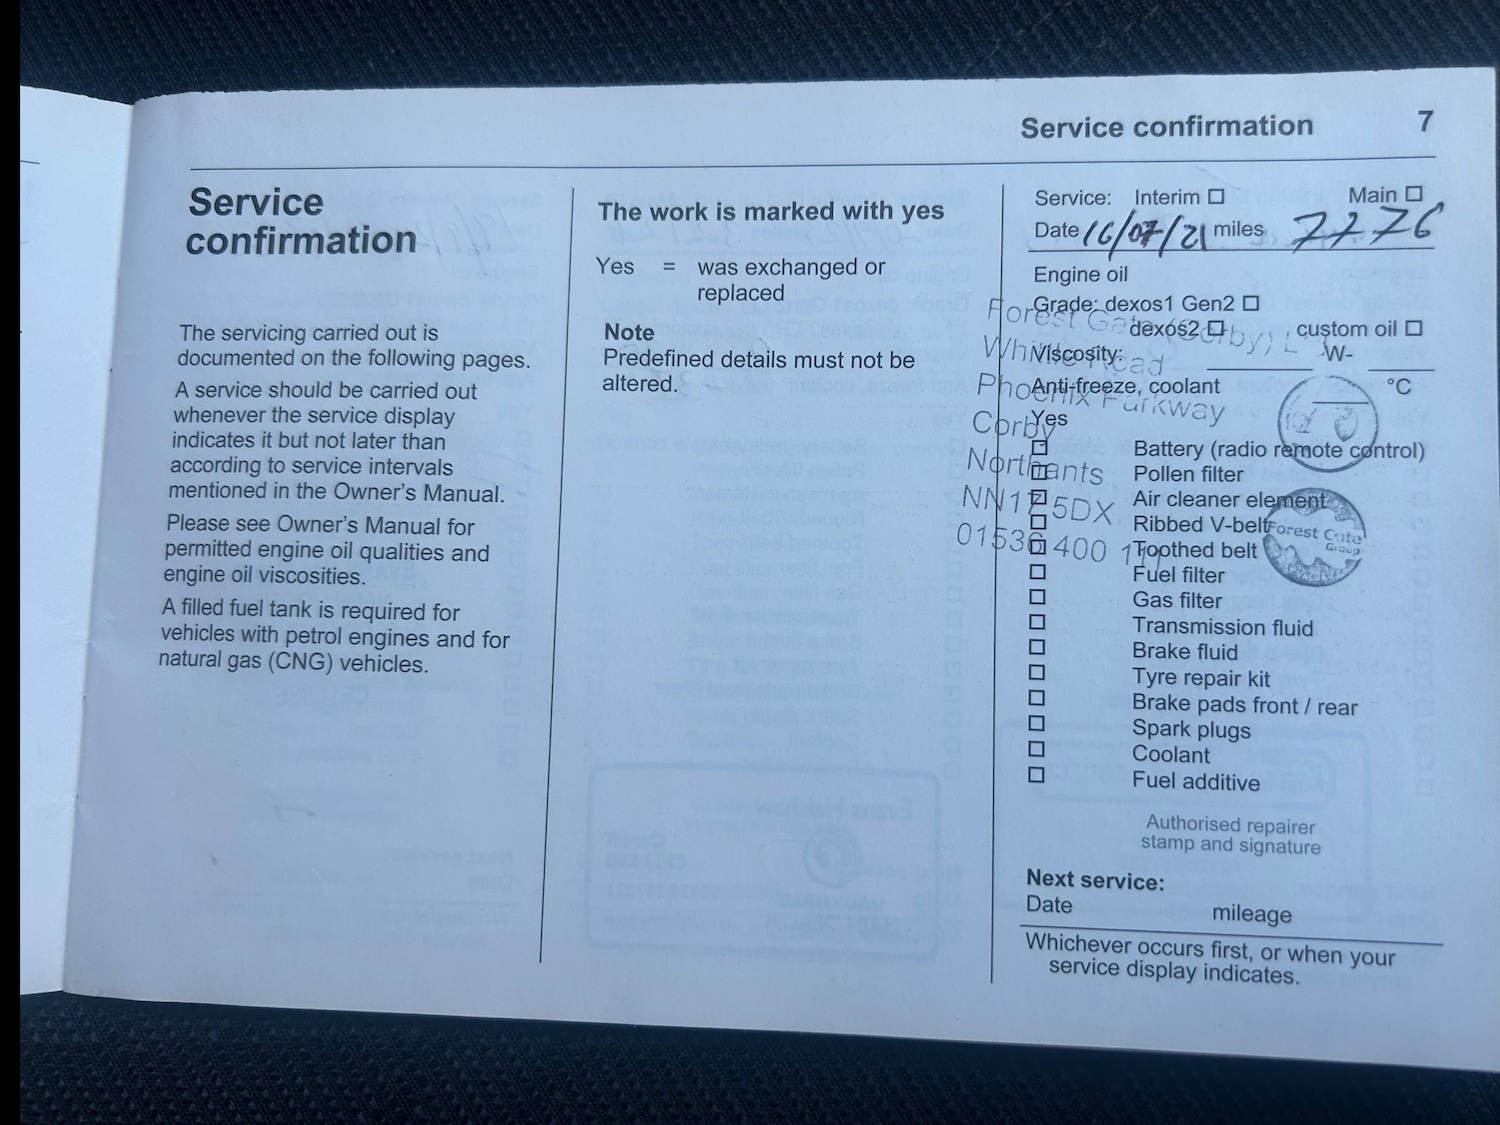 Service confirmation 7
Service
confirmation
The servicing carried out is
documented on the following pages.
A service should be carried out
whenever the service display
indicates it but not later than
according to service intervals
mentioned in the Owner's Manual.
Please see Owner's Manual for
permitted engine oil qualities and
engine oil viscosities.
A filled fuel tank is required for
vehicles with petrol engines and for
natural gas (CNG) vehicles.
The work is marked with yes
Yes = was exchanged or
replaced
Note
Predefined details must not be
altered.
Service: Interim ☐ Main ☐
Date 16/07/21 miles 7776
Engine oil
Grade: dexos1 Gen2 ☐
dexos2 ☐ custom oil ☐
Viscosity: W-
Anti-freeze, coolant °C
Yes
☐ Battery (radio remote control)
☐ Pollen filter
☐ Air cleaner element
☐ Ribbed V-belt
☐ Toothed belt
☐ Fuel filter
☐ Gas filter
☐ Transmission fluid
☐ Brake fluid
☐ Tyre repair kit
☐ Brake pads front / rear
☐ Spark plugs
☐ Coolant
☐ Fuel additive
Authorised repairer
stamp and signature
Next service:
Date mileage
Whichever occurs first, or when your
service display indicates.
Forest Gate (Corby) L
Road
Phoenix Parkway
Corby
Northants
NN17 5DX
01536 400 111
Forest Gate
Group